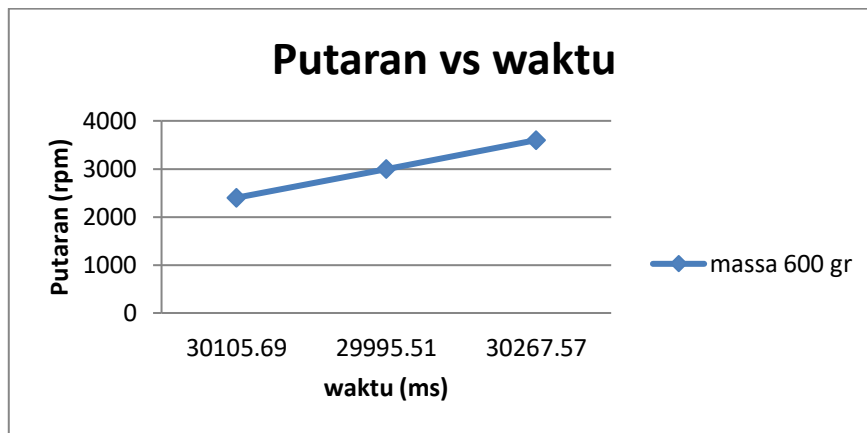 Putaran vs waktu
Putaran (rpm)
4000
3000
2000
1000
0
30105.69 29995.51 30267.57
waktu (ms)
massa 600 gr